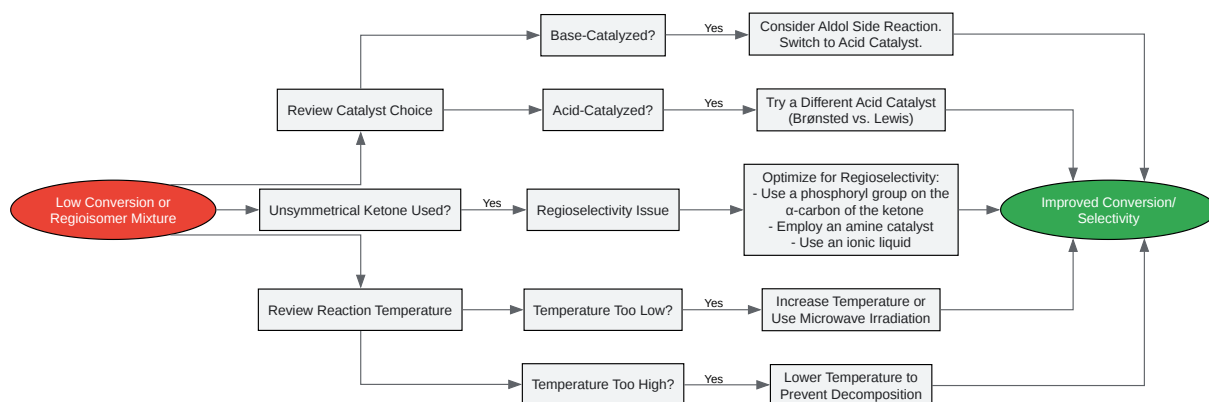 Base-Catalyzed?
Yes
Consider Aldol Side Reaction.
Switch to Acid Catalyst.
Review Catalyst Choice
Acid-Catalyzed?
Yes
Try a Different Acid Catalyst
(Brønsted vs. Lewis)
Low Conversion or
Regioisomer Mixture
Unsymmetrical Ketone Used?
Yes
Regioselectivity Issue
Optimize for Regioselectivity:
- Use a phosphoryl group on the
α-carbon of the ketone
- Employ an amine catalyst
- Use an ionic liquid
Improved Conversion/
Selectivity
Review Reaction Temperature
Temperature Too Low?
Yes
Increase Temperature or
Use Microwave Irradiation
Temperature Too High?
Yes
Lower Temperature to
Prevent Decomposition